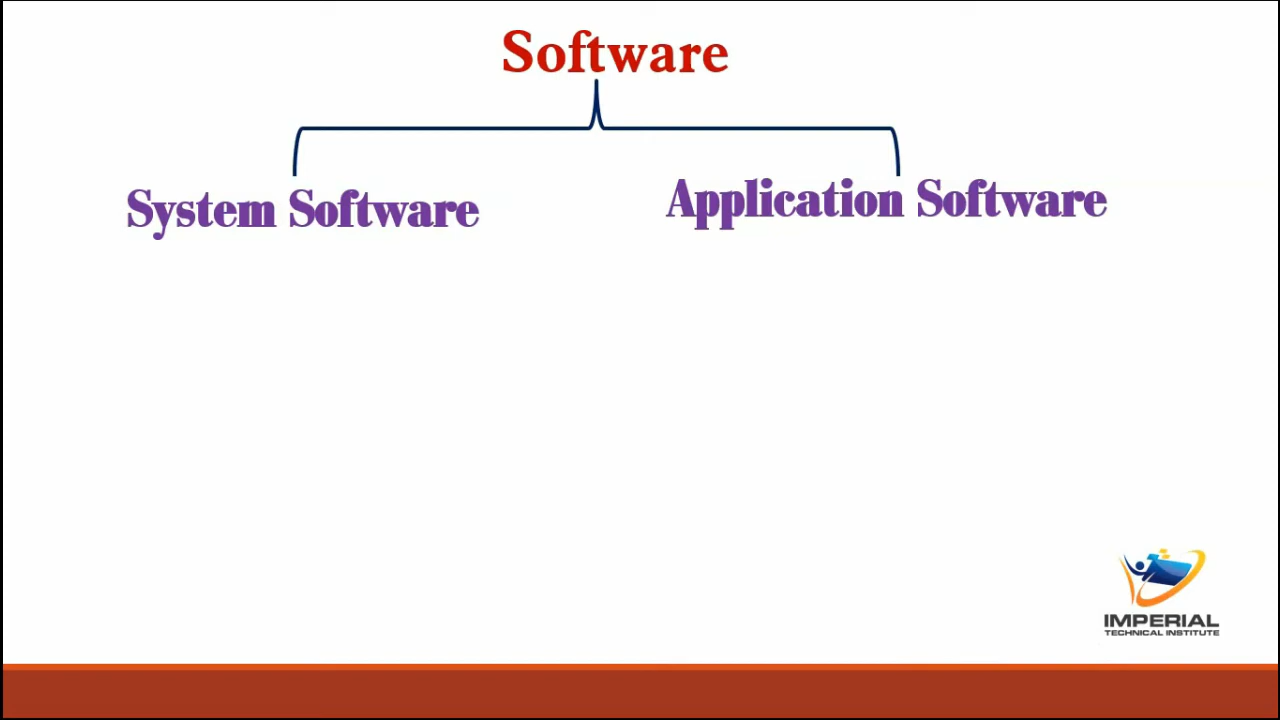 Software
System Software
Application Software
IMPERIAL
TECHNICAL INSTITUTE